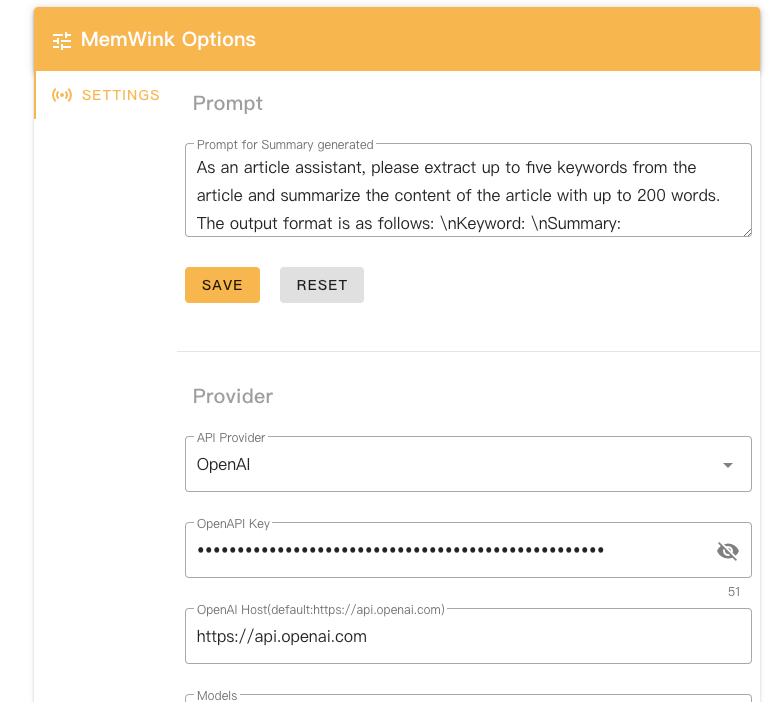 MemWink Options
SETTINGS
Prompt
Prompt for Summary generated
As an article assistant, please extract up to five keywords from the
article and summarize the content of the article with up to 200 words.
The output format is as follows: \nKeyword: \nSummary:
SAVE
RESET
Provider
API Provider
OpenAI
OpenAPI Key
•••••••••••••••••••••••••••••••••••••••••••••••••••
51
OpenAI Host(default:https://api.openai.com)
https://api.openai.com
Models